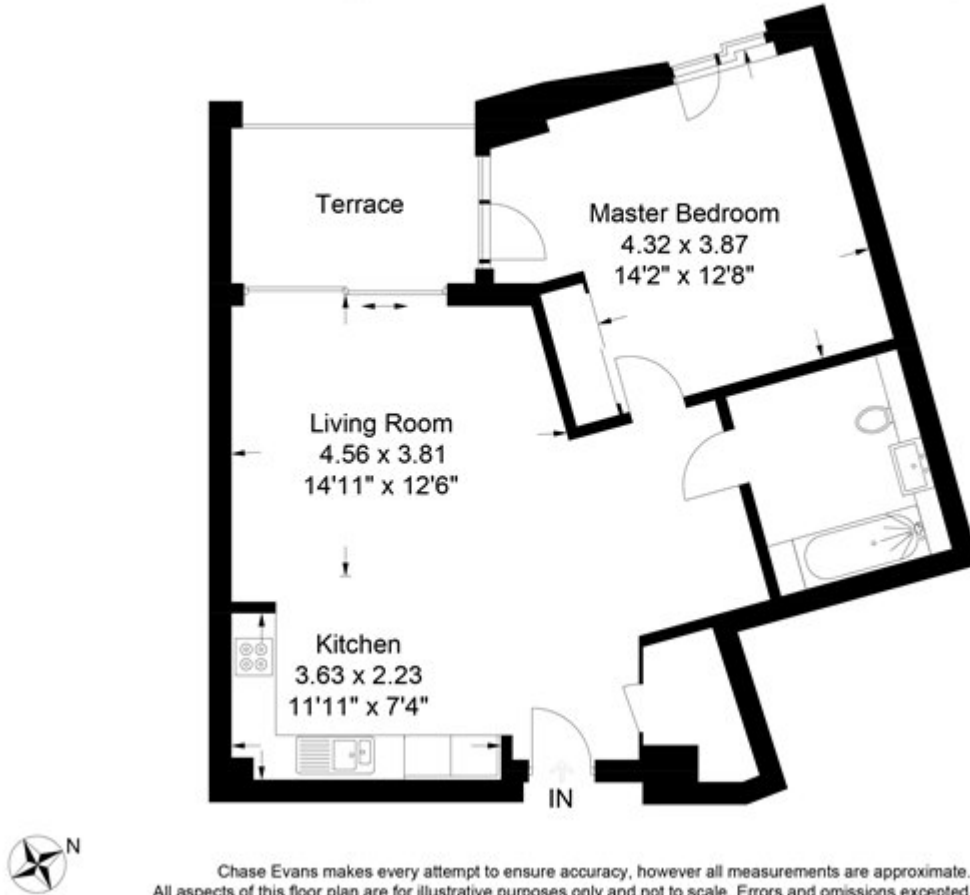 Terrace
Master Bedroom
4.32 x 3.87
14'2" x 12'8"
Living Room
4.56 x 3.81
14'11" x 12'6"
Kitchen
3.63 x 2.23
11'11" x 7'4"
IN
N
Chase Evans makes every attempt to ensure accuracy, however all measurements are approximate.
All aspects of this floor plan are for illustrative purposes only and not to scale. Errors and omissions excepted.